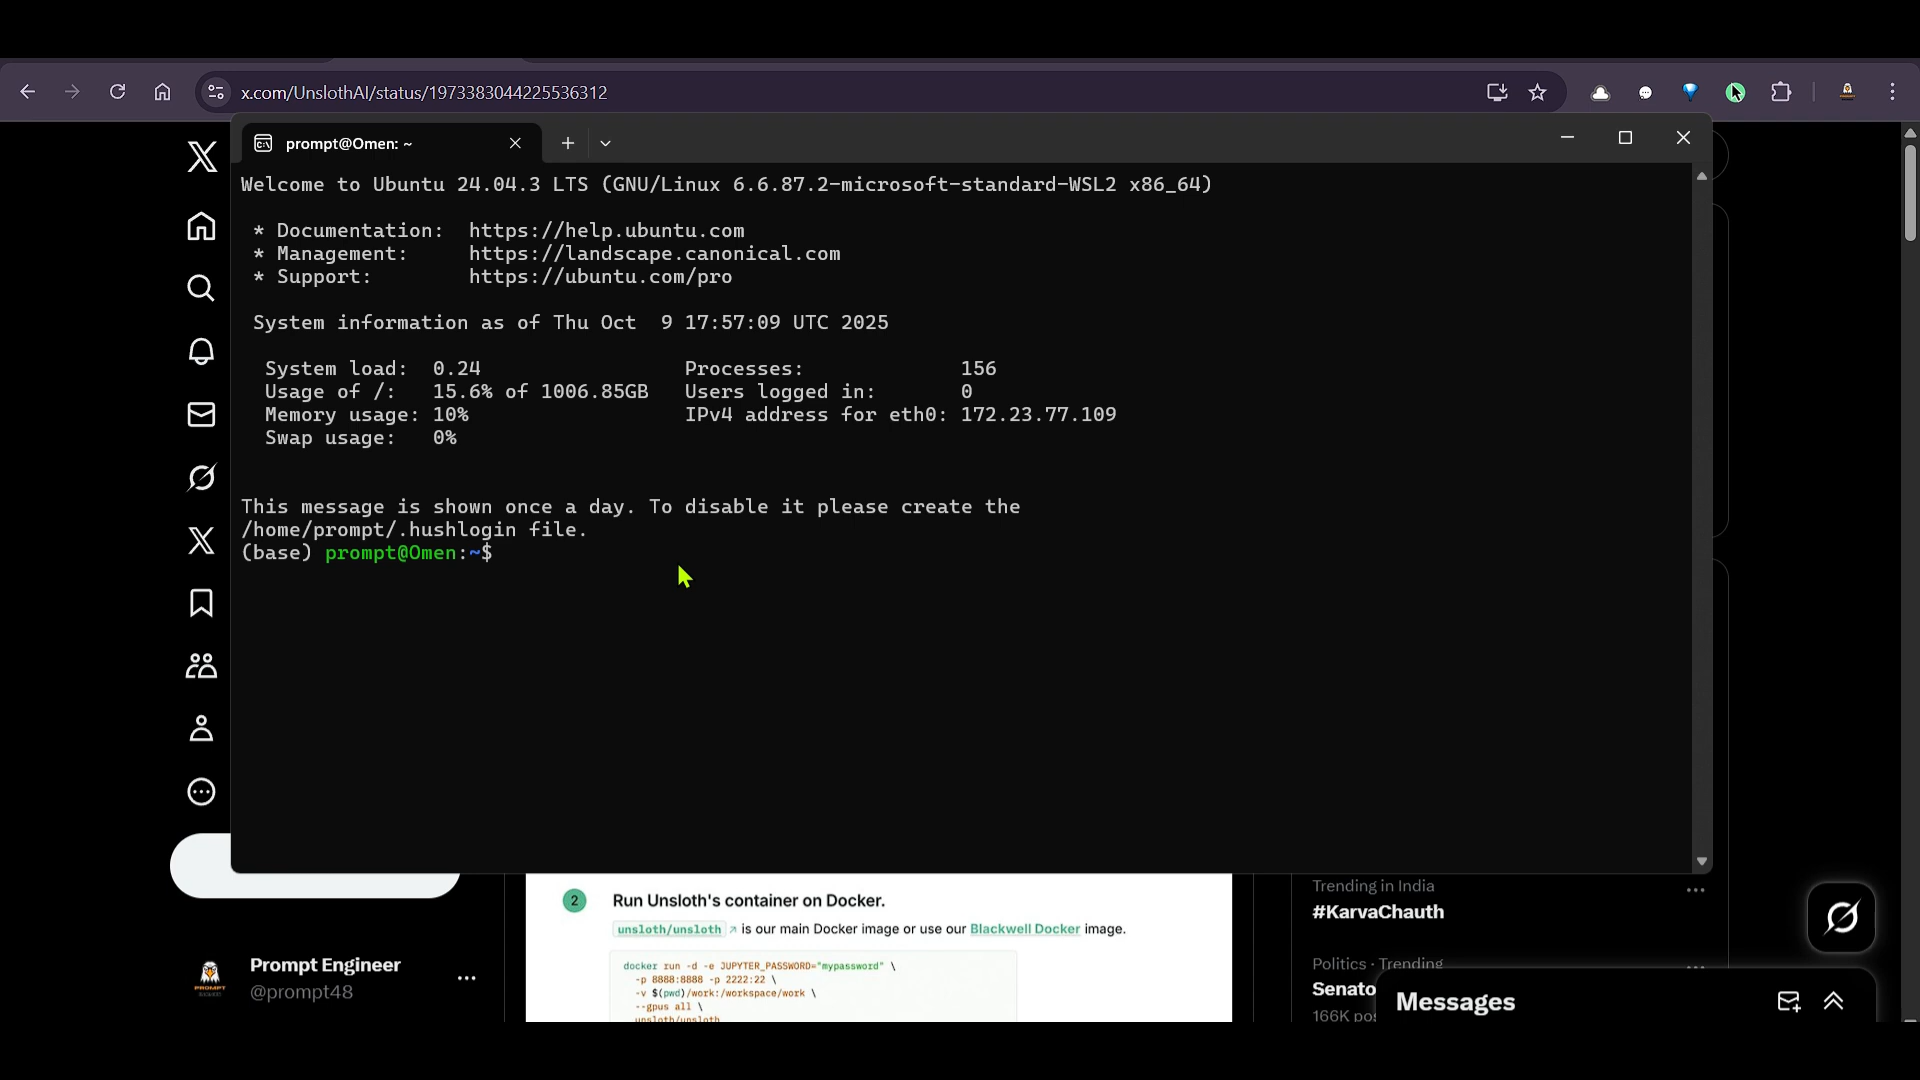 x.com/UnslothAI/status/1973383044225536312
prompt@Omen: ~
Welcome to Ubuntu 24.04.3 LTS (GNU/Linux 6.6.87.2-microsoft-standard-WSL2 x86_64)
* Documentation:  https://help.ubuntu.com
* Management:     https://landscape.canonical.com
* Support:        https://ubuntu.com/pro
System information as of Thu Oct  9 17:57:09 UTC 2025
System load:  0.24                 Processes:             156
Usage of /:   15.6% of 1006.85GB   Users logged in:       0
Memory usage: 10%                  IPv4 address for eth0: 172.23.77.109
Swap usage:   0%
This message is shown once a day. To disable it please create the
/home/prompt/.hushlogin file.
(base) prompt@Omen:~$
2 Run Unsloth's container on Docker.
unsloth/unsloth ↗ is our main Docker image or use our Blackwell Docker image.
docker run -d -e JUPYTER_PASSWORD="mypassword" \
-p 8888:8888 -p 2222:22 \
-v $(pwd)/work:/workspace/work \
--gpus all \
unsloth/unsloth
Prompt Engineer
@prompt48
PROMPT
Trending in India
#KarvaChauth
Politics · Trending
Senato
166K pos
Messages